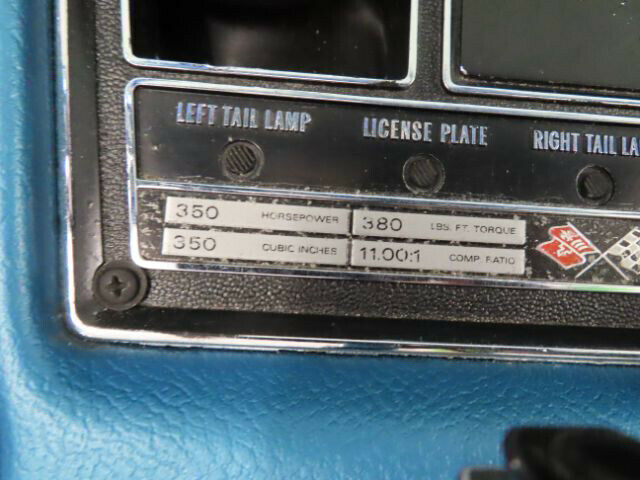 LEFT TAIL LAMP
LICENSE PLATE
RIGHT TAIL
350 HORSEPOWER
380 LBS. FT. TORQUE
350 CUBIC INCHES
11.00:1 COMP. RATIO